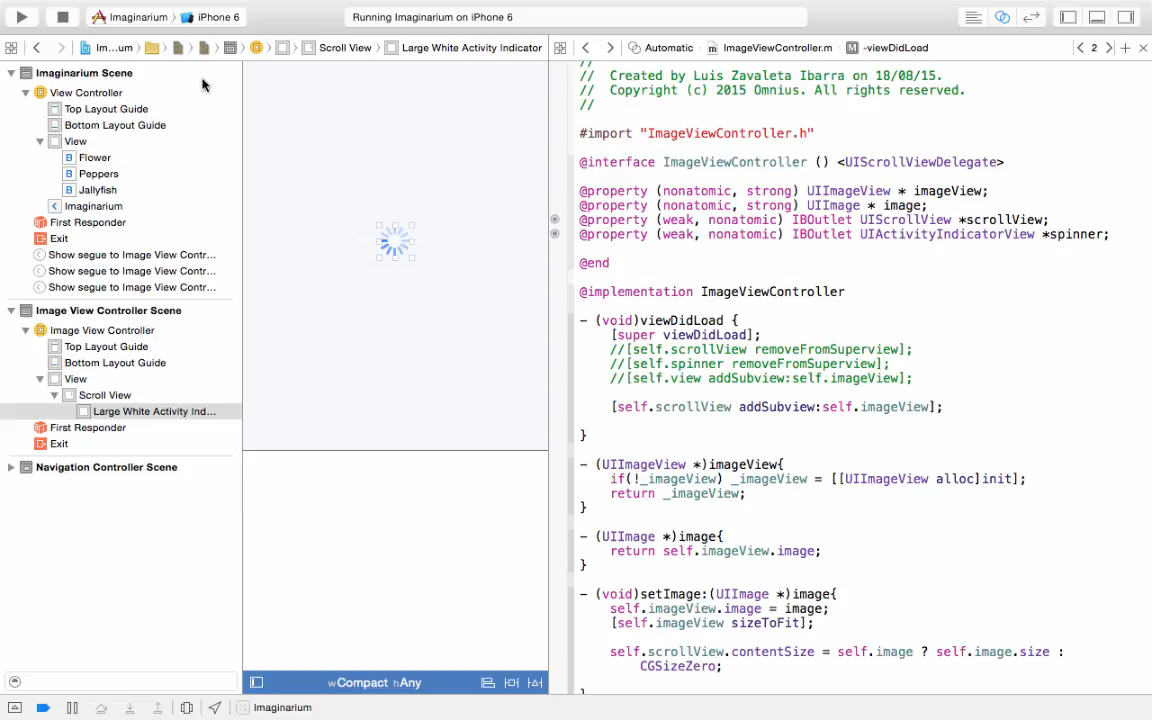 Imaginarium
iPhone 6
Running Imaginarium on iPhone 6
Im...um
Scroll View
Large White Activity Indicator
Automatic
ImageViewController.m
-viewDidLoad
2
Imaginarium Scene
View Controller
Top Layout Guide
Bottom Layout Guide
View
B Flower
B Peppers
B Jallyfish
Imaginarium
First Responder
Exit
Show segue to Image View Contr...
Show segue to Image View Contr...
Show segue to Image View Contr...
Image View Controller Scene
Image View Controller
Top Layout Guide
Bottom Layout Guide
View
Scroll View
Large White Activity Ind...
First Responder
Exit
Navigation Controller Scene
wCompact hAny
//
//  Created by Luis Zavaleta Ibarra on 18/08/15.
//  Copyright (c) 2015 Omnius. All rights reserved.
//
#import "ImageViewController.h"
@interface ImageViewController () <UIScrollViewDelegate>
@property (nonatomic, strong) UIImageView * imageView;
@property (nonatomic, strong) UIImage * image;
@property (weak, nonatomic) IBOutlet UIScrollView *scrollView;
@property (weak, nonatomic) IBOutlet UIActivityIndicatorView *spinner;
@end
@implementation ImageViewController
- (void)viewDidLoad {
[super viewDidLoad];
//[self.scrollView removeFromSuperview];
//[self.spinner removeFromSuperview];
//[self.view addSubview:self.imageView];
[self.scrollView addSubview:self.imageView];
}
- (UIImageView *)imageView{
if(!_imageView) _imageView = [[UIImageView alloc]init];
return _imageView;
}
- (UIImage *)image{
return self.imageView.image;
}
- (void)setImage:(UIImage *)image{
self.imageView.image = image;
[self.imageView sizeToFit];
self.scrollView.contentSize = self.image ? self.image.size :
CGSizeZero;
}
Imaginarium